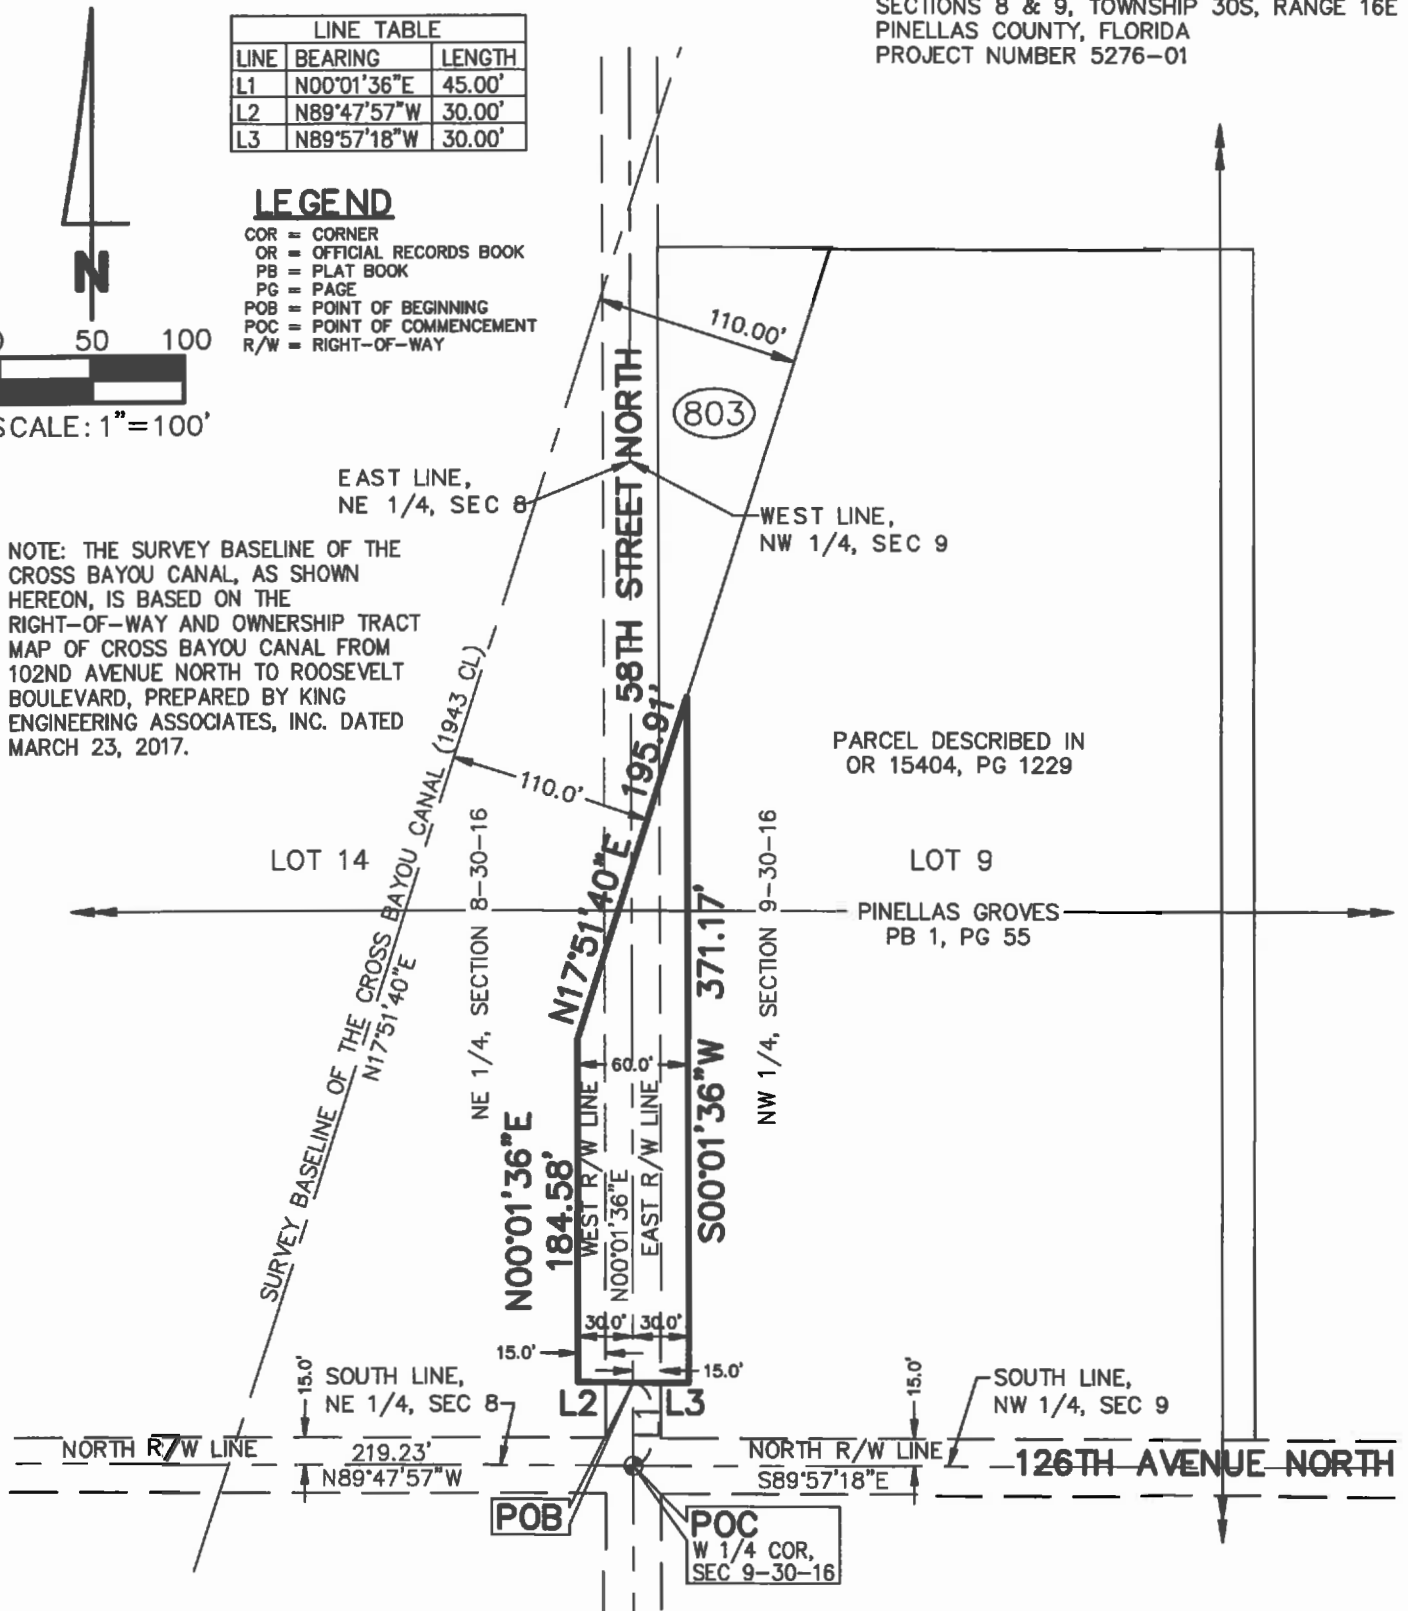 SECTIONS 8 & 9, TOWNSHIP 30S, RANGE 16E
PINELLAS COUNTY, FLORIDA
PROJECT NUMBER 5276-01
LINE TABLE
LINE BEARING LENGTH
L1 N00°01'36"E 45.00'
L2 N89°47'57"W 30.00'
L3 N89°57'18"W 30.00'
LEGEND
COR = CORNER
OR = OFFICIAL RECORDS BOOK
PB = PLAT BOOK
PG = PAGE
POB = POINT OF BEGINNING
POC = POINT OF COMMENCEMENT
R/W = RIGHT-OF-WAY
N
50 100
SCALE: 1"=100'
110.00'
803
58TH STREET NORTH
EAST LINE,
NE 1/4, SEC 8
WEST LINE,
NW 1/4, SEC 9
NOTE: THE SURVEY BASELINE OF THE
CROSS BAYOU CANAL, AS SHOWN
HEREON, IS BASED ON THE
RIGHT-OF-WAY AND OWNERSHIP TRACT
MAP OF CROSS BAYOU CANAL FROM
102ND AVENUE NORTH TO ROOSEVELT
BOULEVARD, PREPARED BY KING
ENGINEERING ASSOCIATES, INC. DATED
MARCH 23, 2017.
PARCEL DESCRIBED IN
OR 15404, PG 1229
110.0'
N17°51'40"E 195.91'
LOT 14
LOT 9
PINELLAS GROVES
PB 1, PG 55
SURVEY BASELINE OF THE CROSS BAYOU CANAL (1943 CL)
N17°51'40"E
NE 1/4, SECTION 8-30-16
NW 1/4, SECTION 9-30-16
S00°01'36"W 371.17'
60.0'
N00°01'36"E
184.58'
WEST R/W LINE
N00°01'36"E
EAST R/W LINE
30.0' 30.0'
15.0'
15.0'
L2 L3
L1
15.0'
SOUTH LINE,
NE 1/4, SEC 8
15.0'
SOUTH LINE,
NW 1/4, SEC 9
NORTH R/W LINE
219.23'
N89°47'57"W
NORTH R/W LINE
S89°57'18"E
126TH AVENUE NORTH
POB
POC
W 1/4 COR,
SEC 9-30-16